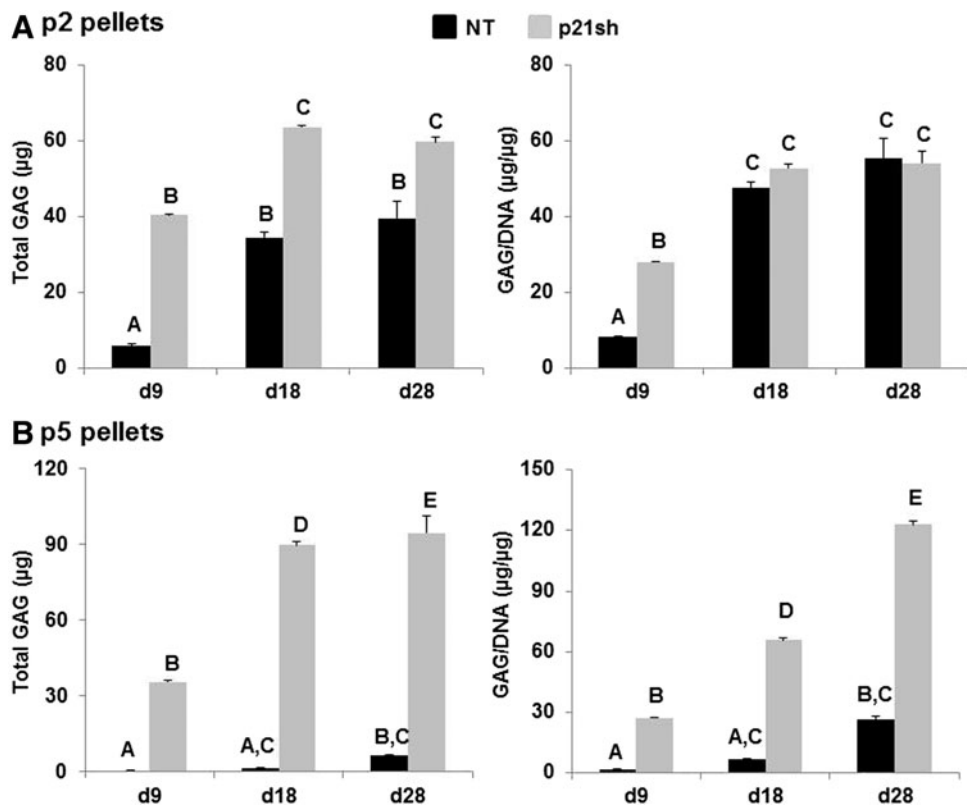 A p2 pellets
NT p21sh
Total GAG (µg)
80
60
40
20
0
A
B
B
C
B
C
d9 d18 d28
GAG/DNA (µg/µg)
80
60
40
20
0
A
B
C
C
C
C
d9 d18 d28
B p5 pellets
Total GAG (µg)
120
90
60
30
0
A
B
A,C
D
B,C
E
d9 d18 d28
GAG/DNA (µg/µg)
150
120
90
60
30
0
A
B
A,C
D
B,C
E
d9 d18 d28